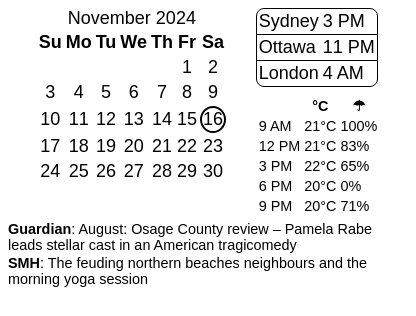 November 2024
Su Mo Tu We Th Fr Sa
1 2
3 4 5 6 7 8 9
10 11 12 13 14 15 16
17 18 19 20 21 22 23
24 25 26 27 28 29 30
Sydney 3 PM
Ottawa 11 PM
London 4 AM
°C ☂
9 AM 21°C 100%
12 PM 21°C 83%
3 PM 22°C 65%
6 PM 20°C 0%
9 PM 20°C 71%
Guardian: August: Osage County review – Pamela Rabe
leads stellar cast in an American tragicomedy
SMH: The feuding northern beaches neighbours and the
morning yoga session